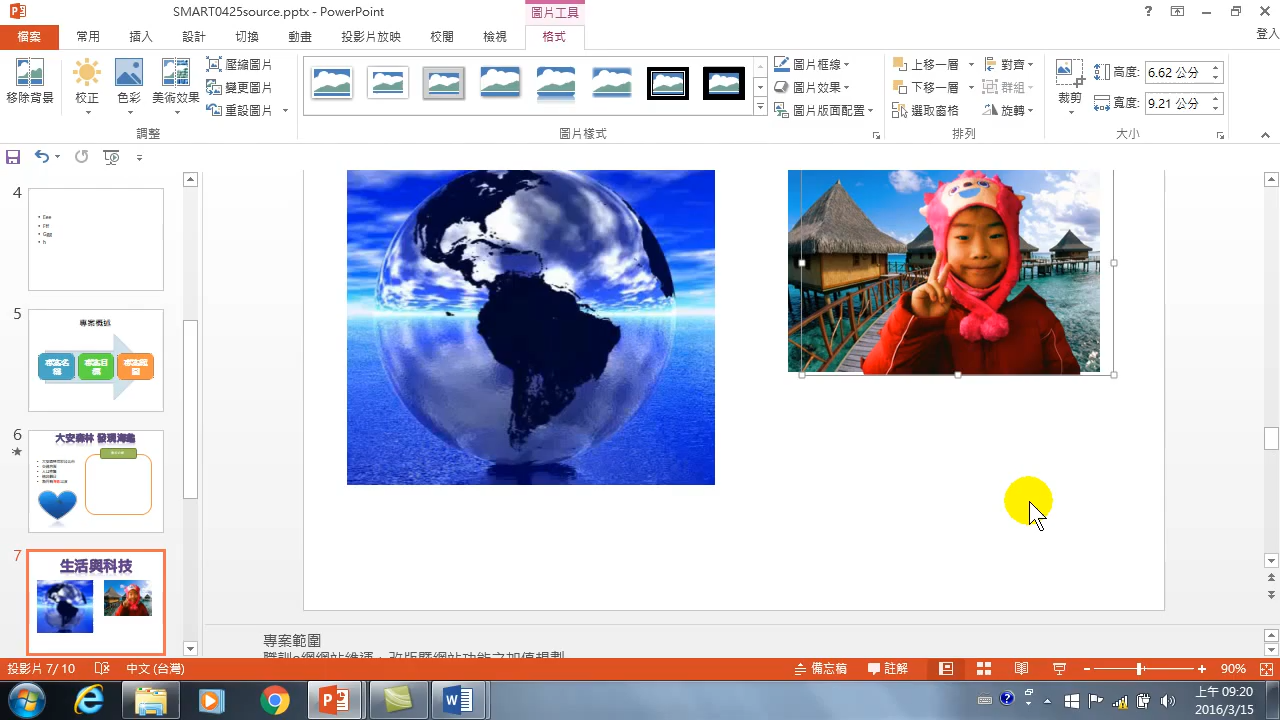 SMART0425source.pptx - PowerPoint
圖片工具
檔案
常用
插入
設計
切換
動畫
投影片放映
校閱
檢視
格式
登入
移除背景
校正
色彩
美術效果
壓縮圖片
變更圖片
重設圖片
調整
圖片樣式
圖片框線
圖片效果
圖片版面配置
上移一層
下移一層
選取窗格
對齊
群組
旋轉
排列
裁剪
高度: 6.62 公分
寬度: 9.21 公分
大小
4
Eee
Fff
Ggg
h
5
專案概述
6
大安森林 發現海龜
7
生活與科技
專案範圍
投影片 7/10
中文 (台灣)
備忘稿
註解
90%
上午 09:20
2016/3/15